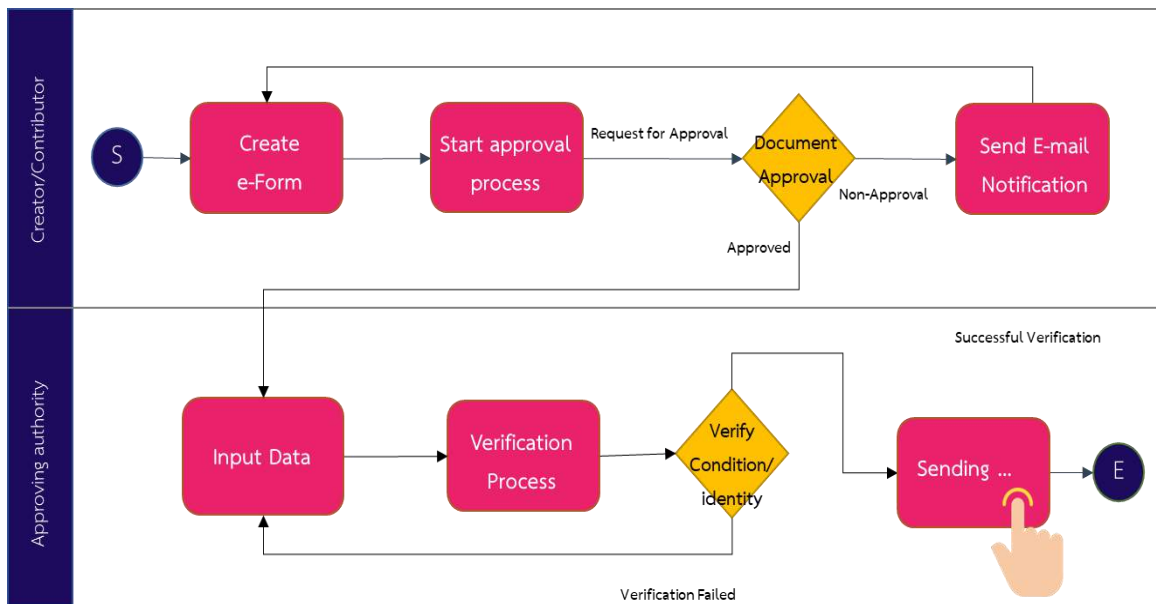 Creator/Contributor
S
Create
e-Form
Start approval
process
Request for Approval
Document
Approval
Non-Approval
Send E-mail
Notification
Approved
Approving authority
Successful Verification
Input Data
Verification
Process
Verify
Condition/
identity
Sending ...
E
Verification Failed